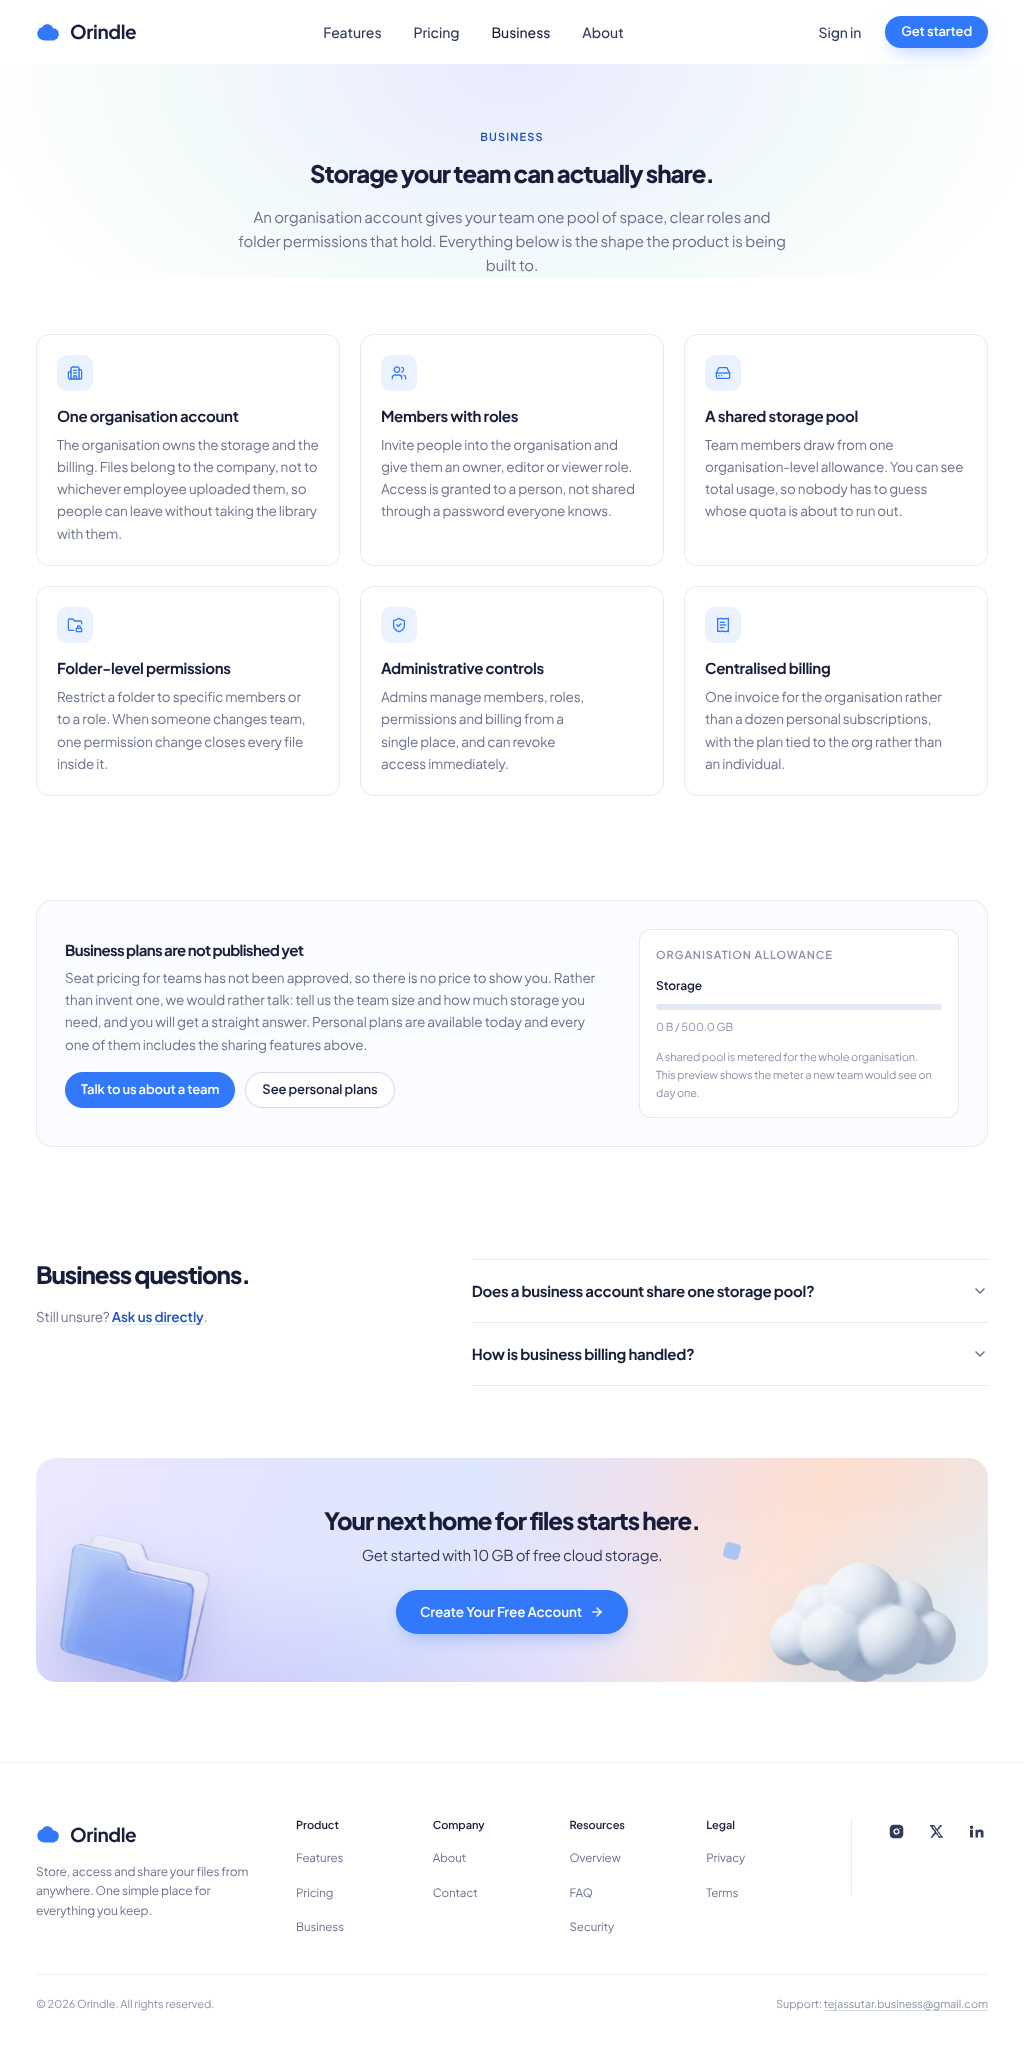 Orindle
Features
Pricing
Business
About
Sign in
Get started
BUSINESS
Storage your team can actually share.
An organisation account gives your team one pool of space, clear roles and
folder permissions that hold. Everything below is the shape the product is being
built to.
One organisation account
The organisation owns the storage and the
billing. Files belong to the company, not to
whichever employee uploaded them, so
people can leave without taking the library
with them.
Members with roles
Invite people into the organisation and
give them an owner, editor or viewer role.
Access is granted to a person, not shared
through a password everyone knows.
A shared storage pool
Team members draw from one
organisation-level allowance. You can see
total usage, so nobody has to guess
whose quota is about to run out.
Folder-level permissions
Restrict a folder to specific members or
to a role. When someone changes team,
one permission change closes every file
inside it.
Administrative controls
Admins manage members, roles,
permissions and billing from a
single place, and can revoke
access immediately.
Centralised billing
One invoice for the organisation rather
than a dozen personal subscriptions,
with the plan tied to the org rather than
an individual.
Business plans are not published yet
Seat pricing for teams has not been approved, so there is no price to show you. Rather
than invent one, we would rather talk: tell us the team size and how much storage you
need, and you will get a straight answer. Personal plans are available today and every
one of them includes the sharing features above.
Talk to us about a team
See personal plans
ORGANISATION ALLOWANCE
Storage
0 B / 500.0 GB
A shared pool is metered for the whole organisation.
This preview shows the meter a new team would see on
day one.
Business questions.
Still unsure? Ask us directly.
Does a business account share one storage pool?
How is business billing handled?
Your next home for files starts here.
Get started with 10 GB of free cloud storage.
Create Your Free Account
Orindle
Store, access and share your files from
anywhere. One simple place for
everything you keep.
Product
Features
Pricing
Business
Company
About
Contact
Resources
Overview
FAQ
Security
Legal
Privacy
Terms
© 2026 Orindle. All rights reserved.
Support: tejassutar.business@gmail.com